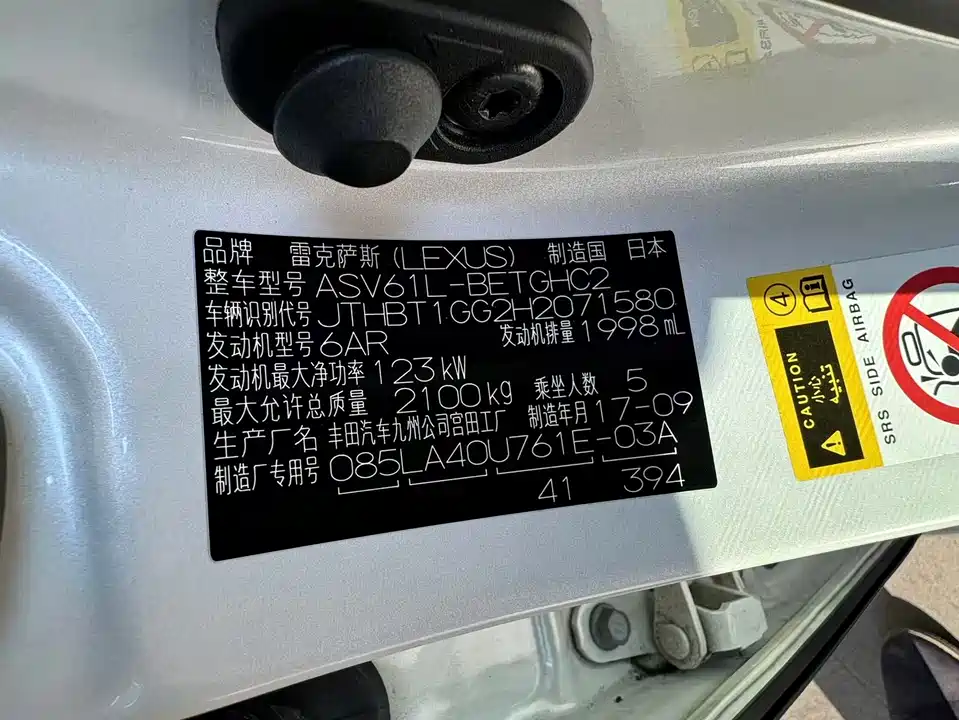 品牌 雷克萨斯 (LEXUS) 制造国 日本
整车型号 ASV61L-BETGHC2
车辆识别代号 JTHBT1GG2H2071580
发动机型号 6AR 发动机排量 1998 mL
发动机最大净功率 123 kW
最大允许总质量 2100 kg 乘坐人数 5
生产厂名 丰田汽车九州公司宫田工厂 制造年月 17-09
制造厂专用号 085LA40U761E-03A
41 394
4
CAUTION
小心
تنبيه
SRS SIDE AIRBAG